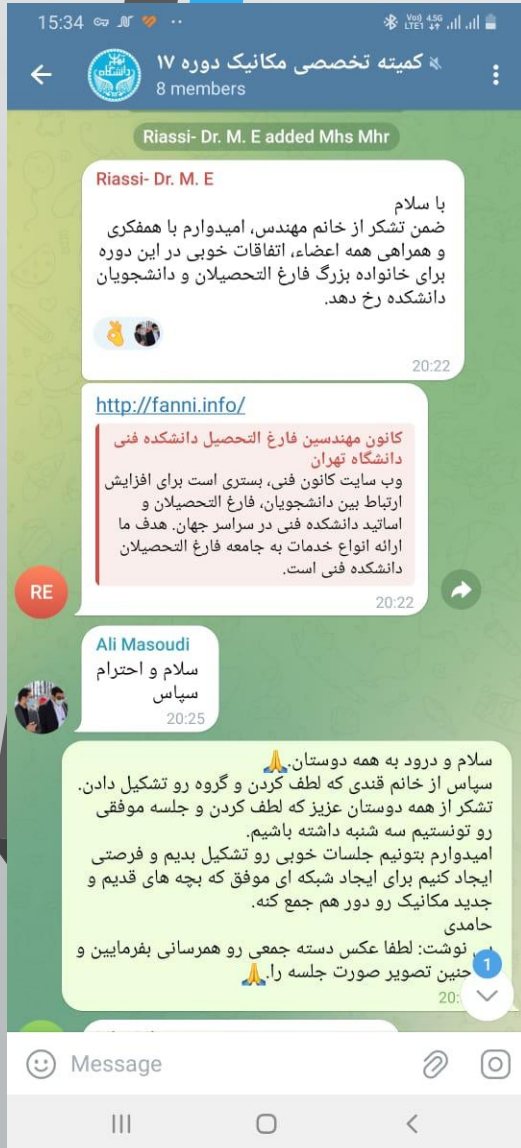 15:34
Vo) 4.5G
LTE1
کمیته تخصصی مکانیک دوره ۱۷
8 members
Riassi- Dr. M. E added Mhs Mhr
Riassi- Dr. M. E
با سلام
ضمن تشکر از خانم مهندس، امیدوارم با همفکری
و همراهی همه اعضاء، اتفاقات خوبی در این دوره
برای خانواده بزرگ فارغ التحصیلان و دانشجویان
دانشکده رخ دهد.
20:22
http://fanni.info/
کانون مهندسین فارغ التحصیل دانشکده فنی
دانشگاه تهران
وب سایت کانون فنی، بستری است برای افزایش
ارتباط بین دانشجویان، فارغ التحصیلان و
اساتید دانشکده فنی در سراسر جهان. هدف ما
ارائه انواع خدمات به جامعه فارغ التحصیلان
دانشکده فنی است.
20:22
RE
Ali Masoudi
سلام و احترام
سپاس
20:25
سلام و درود به همه دوستان.🙏
سپاس از خانم قندی که لطف کردن و گروه رو تشکیل دادن.
تشکر از همه دوستان عزیز که لطف کردن و جلسه موفقی
رو تونستیم سه شنبه داشته باشیم.
امیدوارم بتونیم جلسات خوبی رو تشکیل بدیم و فرصتی
ایجاد کنیم برای ایجاد شبکه ای موفق که بچه های قدیم و
جدید مکانیک رو دور هم جمع کنه.
حامدی
نوشت: لطفا عکس دسته جمعی رو همرسانی بفرمایین و
حنین تصویر صورت جلسه را.🙏
1
20:
Message